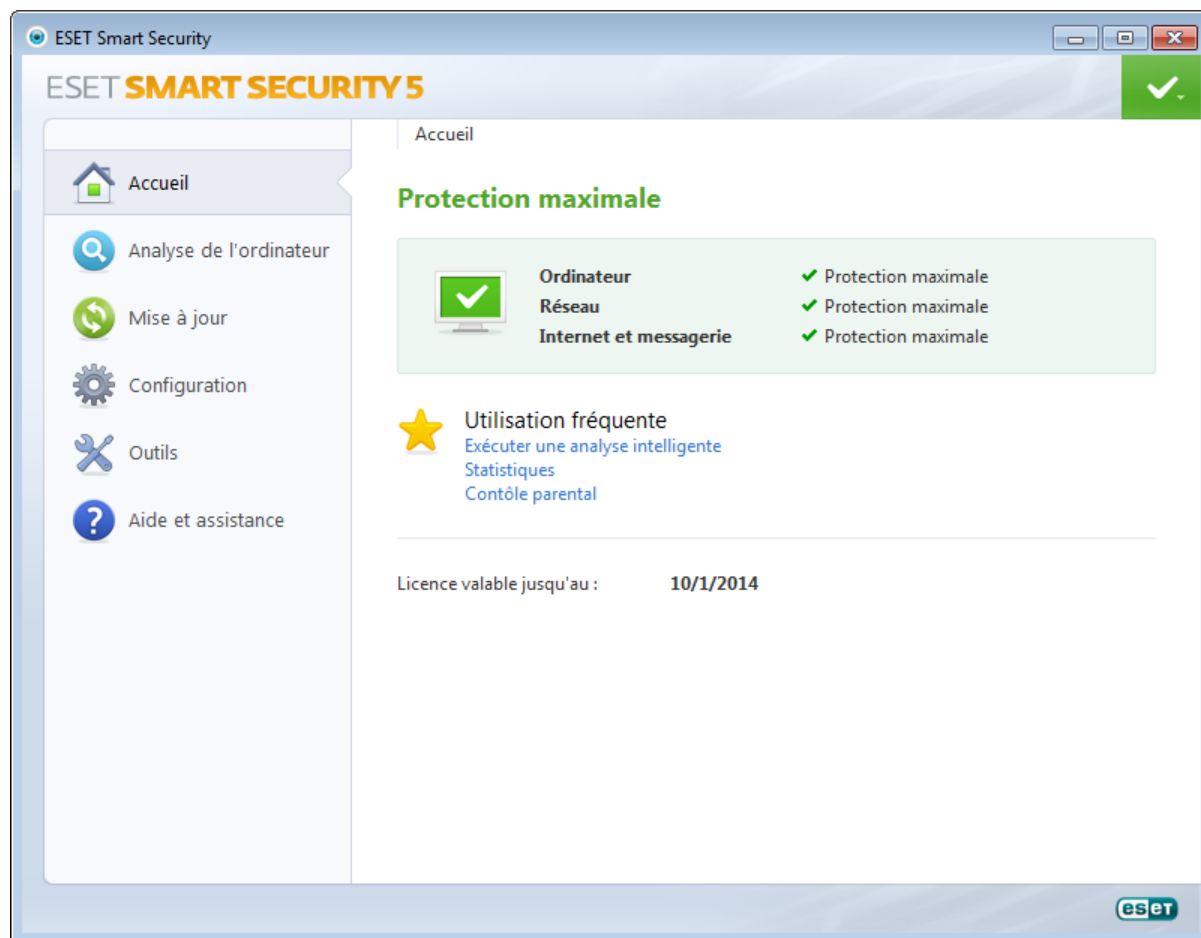 ESET Smart Security
ESET SMART SECURITY 5
Accueil
Analyse de l'ordinateur
Mise à jour
Configuration
Outils
Aide et assistance
Accueil
Protection maximale
Ordinateur ✔ Protection maximale
Réseau ✔ Protection maximale
Internet et messagerie ✔ Protection maximale
Utilisation fréquente
Exécuter une analyse intelligente
Statistiques
Contôle parental
Licence valable jusqu'au : 10/1/2014
eset